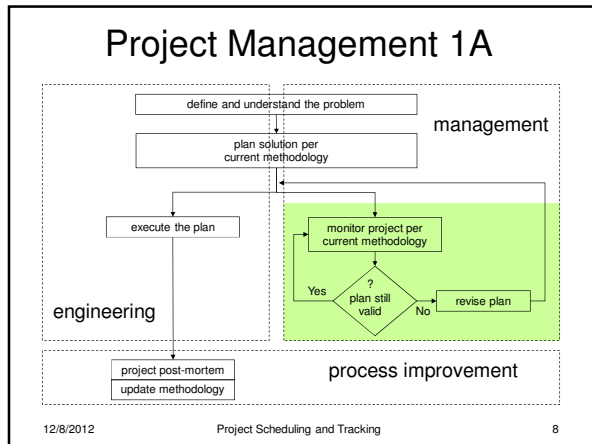 Project Management 1A
define and understand the problem
management
plan solution per
current methodology
execute the plan
monitor project per
current methodology
?
plan still
valid
Yes
No
revise plan
engineering
project post-mortem
update methodology
process improvement
12/8/2012
Project Scheduling and Tracking
8